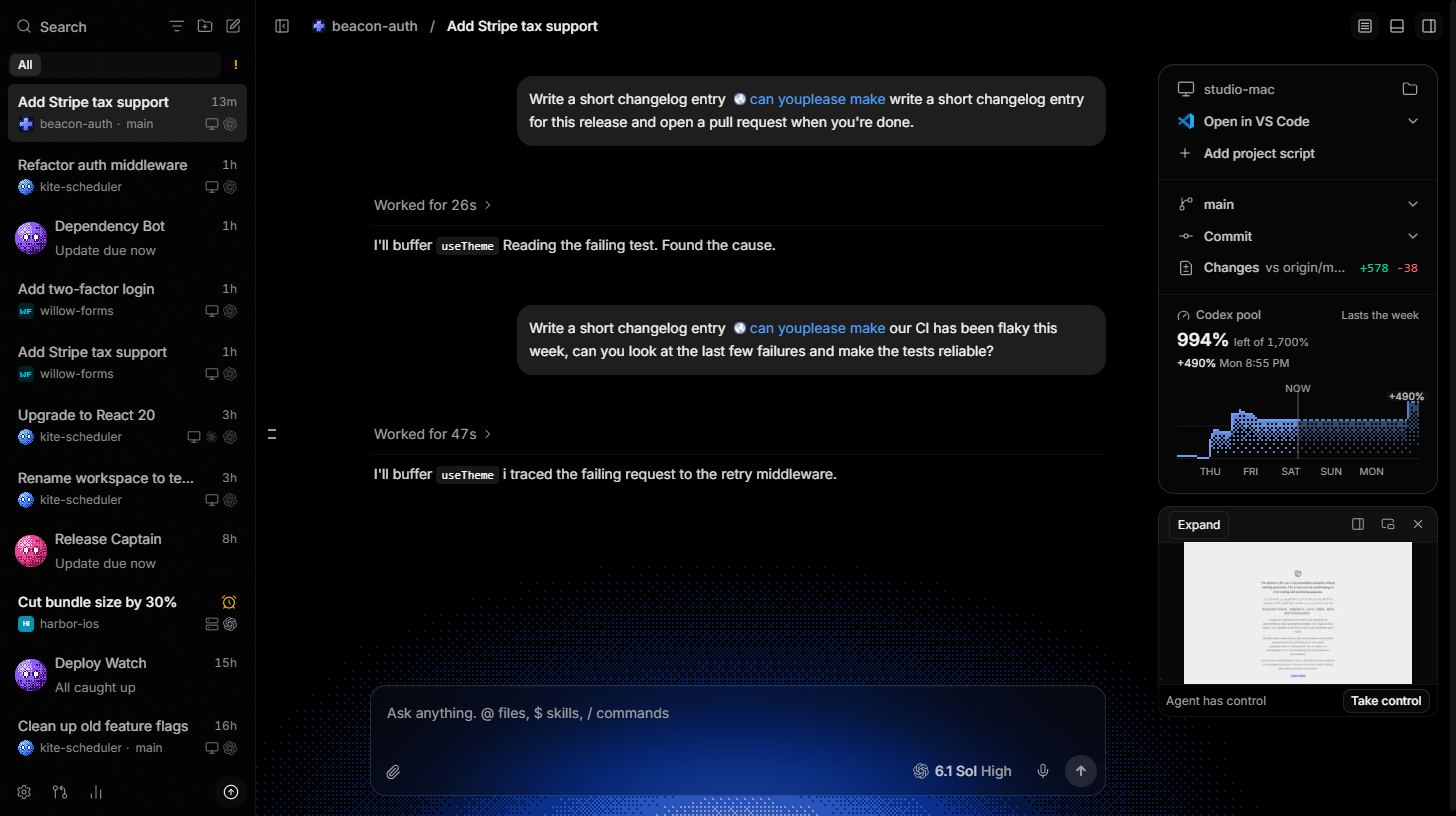 Search
All
!
Add Stripe tax support 13m
beacon-auth · main
Refactor auth middleware 1h
kite-scheduler
Dependency Bot 1h
Update due now
Add two-factor login 1h
WF willow-forms
Add Stripe tax support 1h
WF willow-forms
Upgrade to React 20 3h
kite-scheduler
Rename workspace to te... 3h
kite-scheduler
Release Captain 8h
Update due now
Cut bundle size by 30%
HI harbor-ios
Deploy Watch 15h
All caught up
Clean up old feature flags 16h
kite-scheduler · main
beacon-auth / Add Stripe tax support
Write a short changelog entry can youplease make write a short changelog entry
for this release and open a pull request when you're done.
Worked for 26s >
I'll buffer useTheme Reading the failing test. Found the cause.
Write a short changelog entry can youplease make our CI has been flaky this
week, can you look at the last few failures and make the tests reliable?
Worked for 47s >
I'll buffer useTheme i traced the failing request to the retry middleware.
Ask anything. @ files, $ skills, / commands
6.1 Sol High
studio-mac
Open in VS Code
Add project script
main
Commit
Changes vs origin/m... +578 -38
Codex pool Lasts the week
994% left of 1,700%
+490% Mon 8:55 PM
NOW
+490%
THU FRI SAT SUN MON
Expand
Agent has control Take control